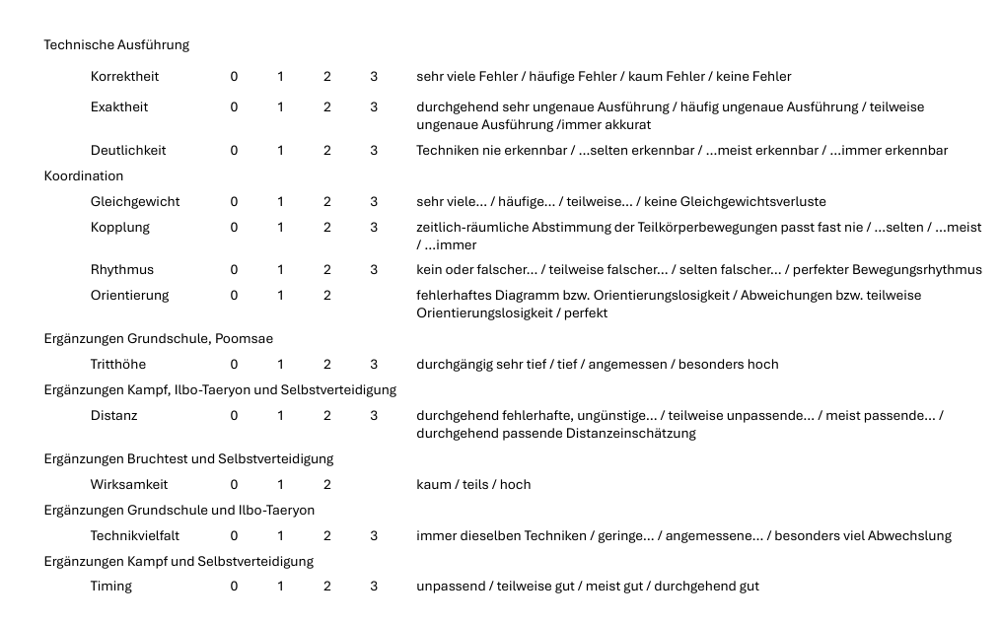 Technische Ausführung
Korrektheit 0 1 2 3 sehr viele Fehler / häufige Fehler / kaum Fehler / keine Fehler
Exaktheit 0 1 2 3 durchgehend sehr ungenaue Ausführung / häufig ungenaue Ausführung / teilweise
ungenaue Ausführung /immer akkurat
Deutlichkeit 0 1 2 3 Techniken nie erkennbar / ...selten erkennbar / ...meist erkennbar / ...immer erkennbar
Koordination
Gleichgewicht 0 1 2 3 sehr viele... / häufige... / teilweise... / keine Gleichgewichtsverluste
Kopplung 0 1 2 3 zeitlich-räumliche Abstimmung der Teilkörperbewegungen passt fast nie / ...selten / ...meist
/ ...immer
Rhythmus 0 1 2 3 kein oder falscher... / teilweise falscher... / selten falscher... / perfekter Bewegungsrhythmus
Orientierung 0 1 2 fehlerhaftes Diagramm bzw. Orientierungslosigkeit / Abweichungen bzw. teilweise
Orientierungslosigkeit / perfekt
Ergänzungen Grundschule, Poomsae
Tritthöhe 0 1 2 3 durchgängig sehr tief / tief / angemessen / besonders hoch
Ergänzungen Kampf, Ilbo-Taeryon und Selbstverteidigung
Distanz 0 1 2 3 durchgehend fehlerhafte, ungünstige... / teilweise unpassende... / meist passende... /
durchgehend passende Distanzeinschätzung
Ergänzungen Bruchtest und Selbstverteidigung
Wirksamkeit 0 1 2 kaum / teils / hoch
Ergänzungen Grundschule und Ilbo-Taeryon
Technikvielfalt 0 1 2 3 immer dieselben Techniken / geringe... / angemessene... / besonders viel Abwechslung
Ergänzungen Kampf und Selbstverteidigung
Timing 0 1 2 3 unpassend / teilweise gut / meist gut / durchgehend gut